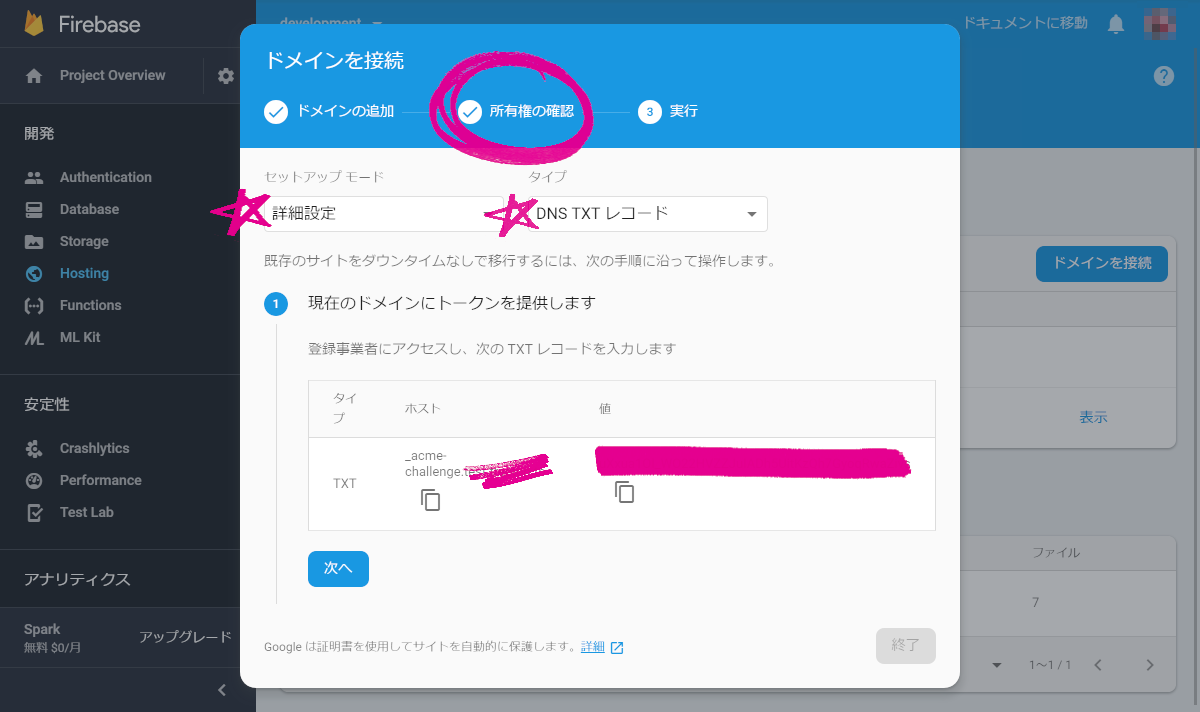 Firebase
development
ドキュメントに移動
Project Overview
?
開発
Authentication
Database
Storage
Hosting
Functions
ML Kit
安定性
Crashlytics
Performance
Test Lab
アナリティクス
Spark
無料 $0/月
アップグレード
ドメインを接続
ドメインの追加
所有権の確認
3
実行
セットアップ モード
タイプ
詳細設定
DNS TXT レコード
既存のサイトをダウンタイムなしで移行するには、次の手順に沿って操作します。
1
現在のドメインにトークンを提供します
登録事業者にアクセスし、次の TXT レコードを入力します
タイ
プ
ホスト
値
TXT
_acme-
challenge.
次へ
Google は証明書を使用してサイトを自動的に保護します。詳細
終了
ドメインを接続
表示
ファイル
7
1～1 / 1